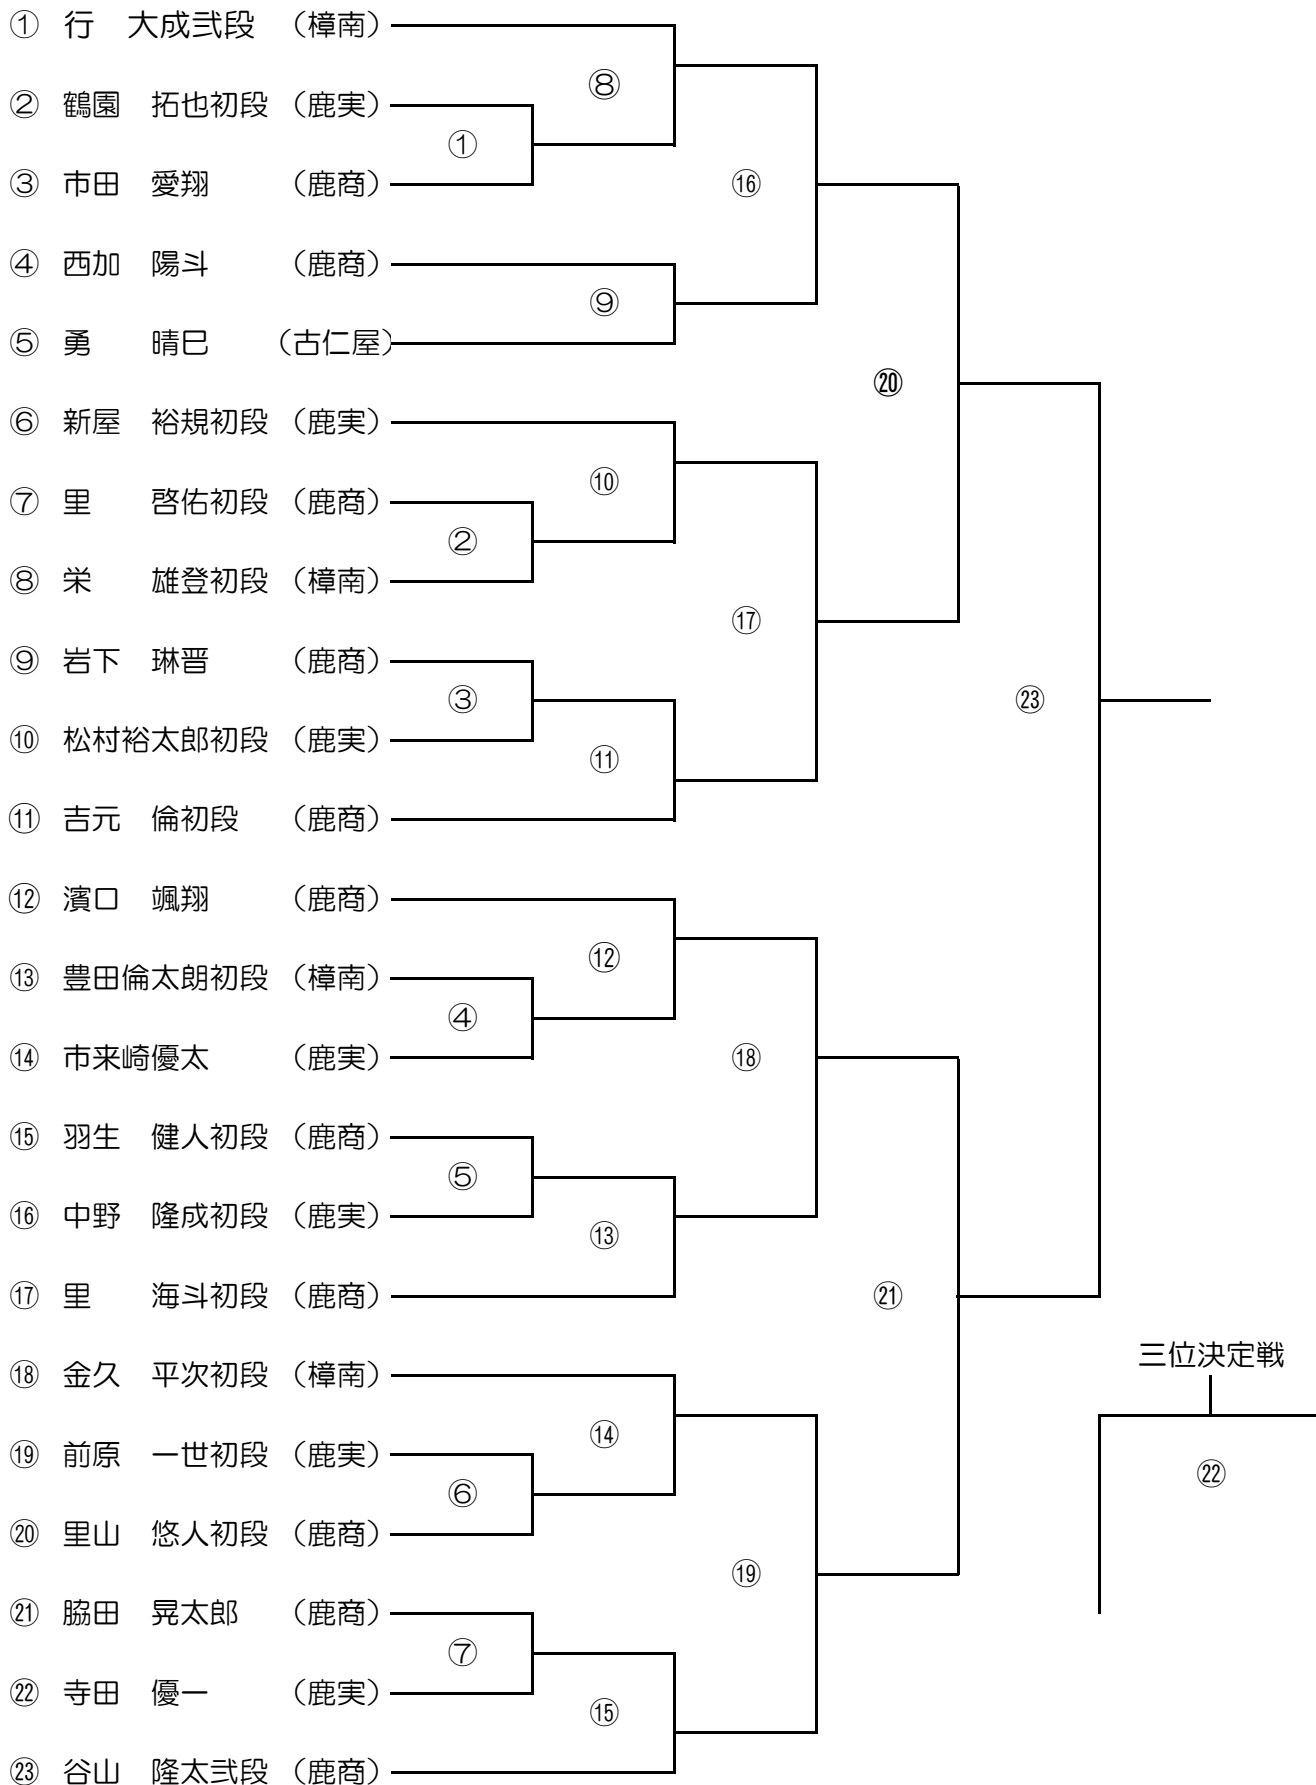 ① 行　大成弐段 （樟南）
⑧
② 鶴園　拓也初段 （鹿実）
①
③ 市田　愛翔 （鹿商）
⑯
④ 西加　陽斗 （鹿商）
⑨
⑤ 勇　　晴巳 （古仁屋）
⑳
⑥ 新屋　裕規初段 （鹿実）
⑩
⑦ 里　　啓佑初段 （鹿商）
②
⑧ 栄　　雄登初段 （樟南）
⑰
⑨ 岩下　琳晋 （鹿商）
③
㉓
⑩ 松村裕太郎初段 （鹿実）
⑪
⑪ 吉元　倫初段 （鹿商）
⑫ 濱口　颯翔 （鹿商）
⑫
⑬ 豊田倫太朗初段 （樟南）
④
⑭ 市来崎優太 （鹿実）
⑱
⑮ 羽生　健人初段 （鹿商）
⑤
⑯ 中野　隆成初段 （鹿実）
⑬
⑰ 里　　海斗初段 （鹿商）
㉑
三位決定戦
⑱ 金久　平次初段 （樟南）
⑭
⑲ 前原　一世初段 （鹿実）
㉒
⑥
⑳ 里山　悠人初段 （鹿商）
⑲
㉑ 脇田　晃太郎 （鹿商）
⑦
㉒ 寺田　優一 （鹿実）
⑮
㉓ 谷山　隆太弐段 （鹿商）